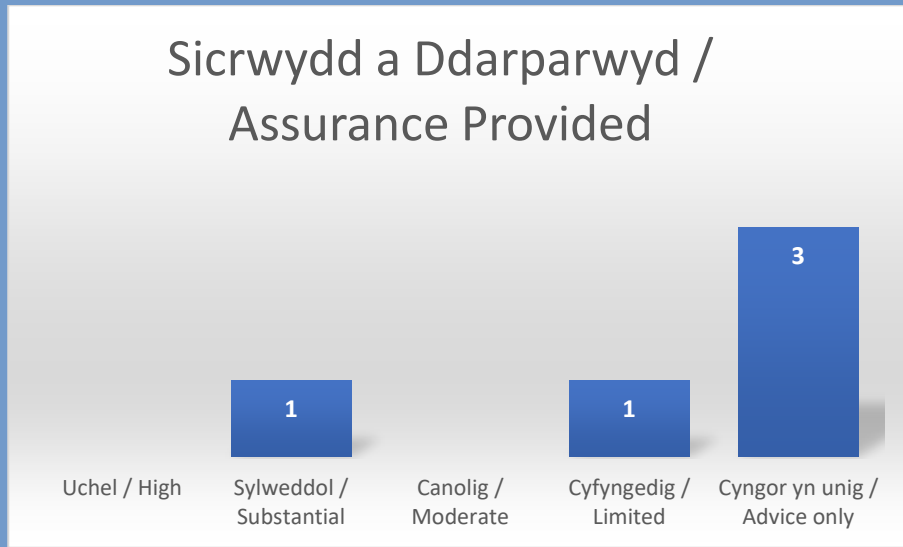 Sicrwydd a Ddarparwyd /
Assurance Provided
3
1
1
Uchel / High
Sylweddol /
Substantial
Canolig /
Moderate
Cyfyngedig /
Limited
Cyngor yn unig /
Advice only